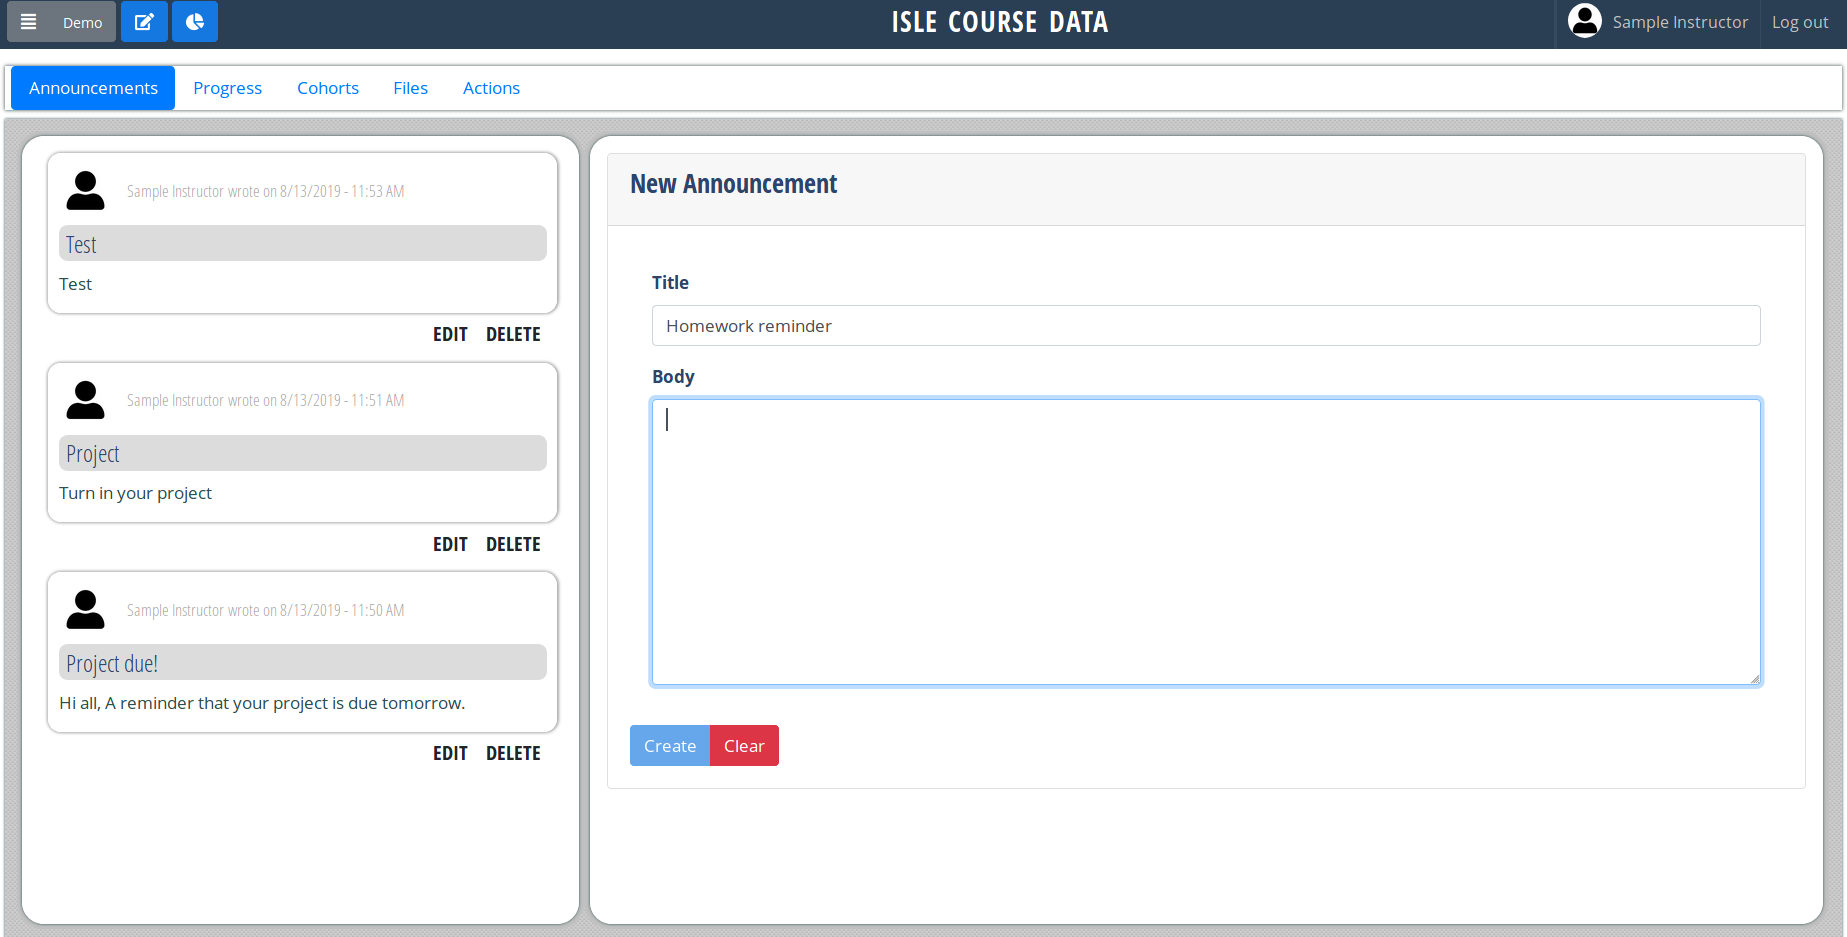 Demo
ISLE COURSE DATA
Sample Instructor
Log out
Announcements
Progress
Cohorts
Files
Actions
Sample Instructor wrote on 8/13/2019 - 11:53 AM
Test
Test
EDIT DELETE
Sample Instructor wrote on 8/13/2019 - 11:51 AM
Project
Turn in your project
EDIT DELETE
Sample Instructor wrote on 8/13/2019 - 11:50 AM
Project due!
Hi all, A reminder that your project is due tomorrow.
EDIT DELETE
New Announcement
Title
Homework reminder
Body
Create
Clear